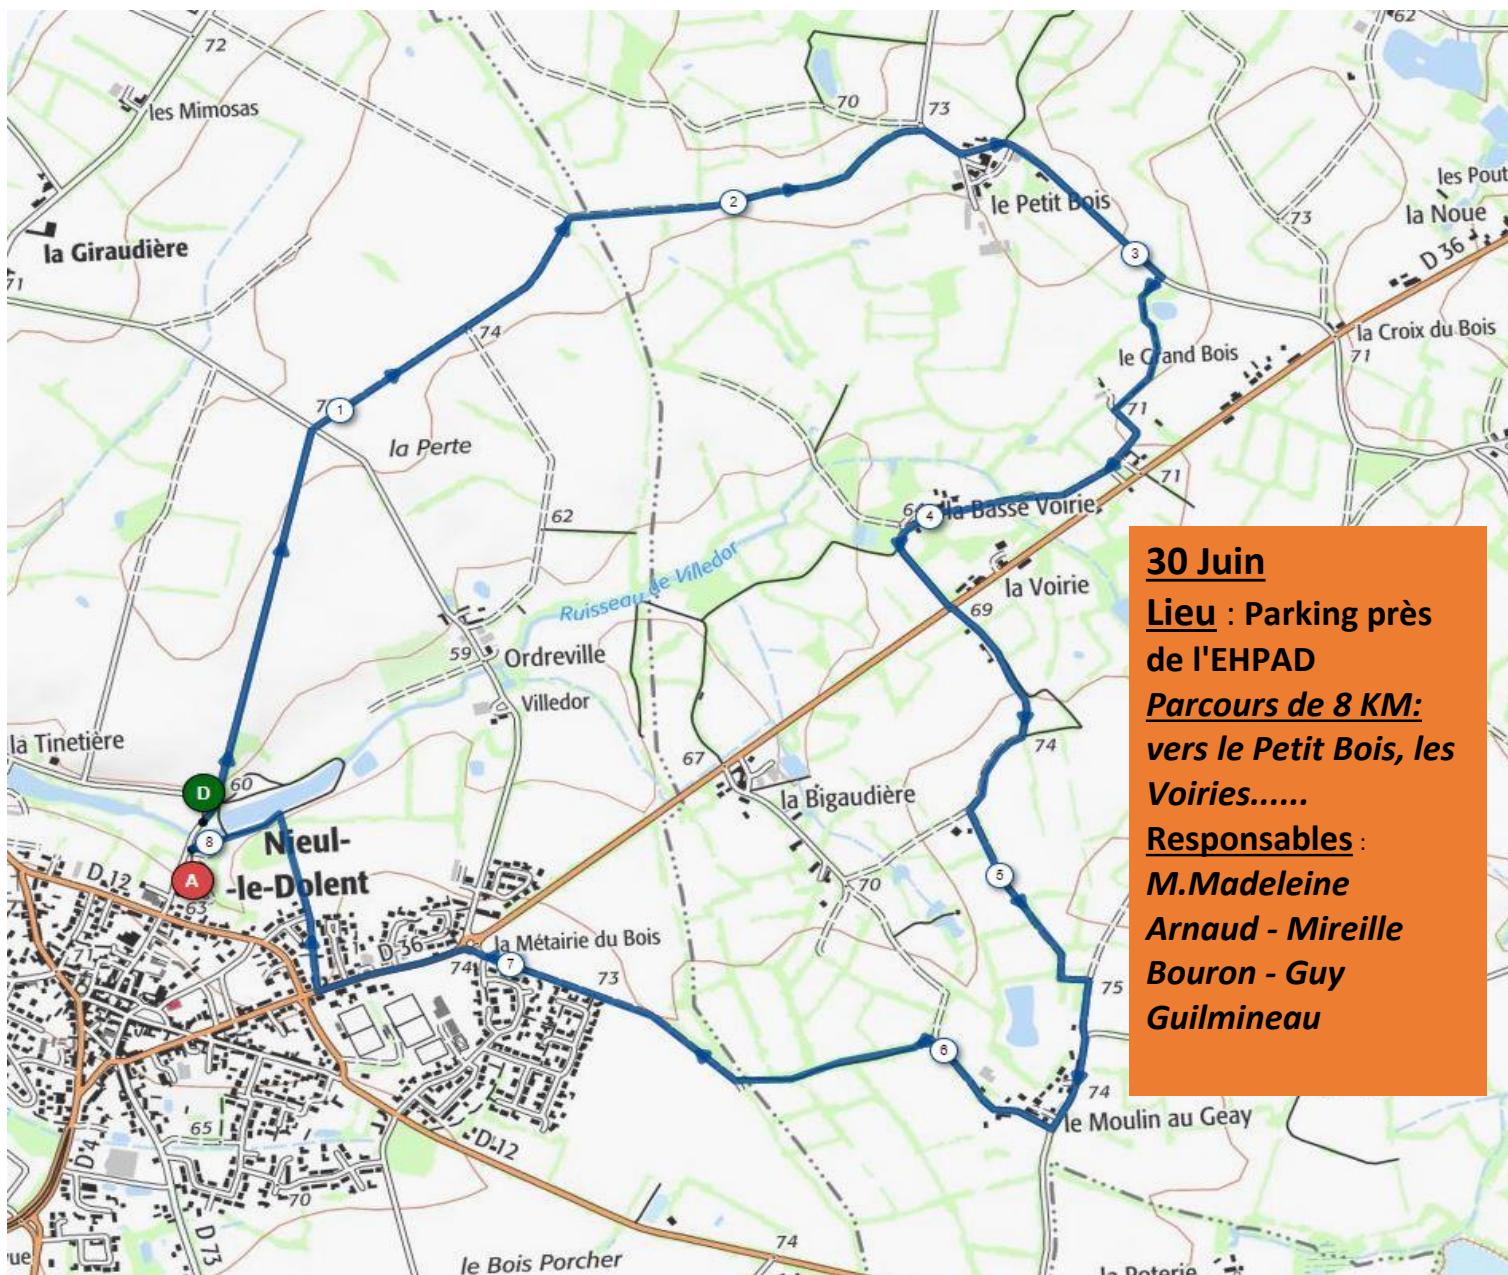 72
62
les Mimosas
70
73
les Pout
2
le Petit Bois
la Noue
73
la Giraudière
3
D 36
71
74
la Croix du Bois
71
le Grand Bois
1
71
la Perte
71
62
4
la Basse Voirie
Ruisseau de Villedor
la Voirie
69
59
Ordreville
Villedor
la Tinetière
74
67
60
D
la Bigaudière
8
Nieul-
-le-Dolent
A
63
D 12
5
70
D 36
la Métairie du Bois
74
7
73
71
75
6
74
le Moulin au Geay
65
D 4
D 12
70
D 73
74
le Bois Porcher
la Poterie
que
30 Juin
Lieu : Parking près
de l'EHPAD
Parcours de 8 KM:
vers le Petit Bois, les
Voiries......
Responsables :
M.Madeleine
Arnaud - Mireille
Bouron - Guy
Guilmineau